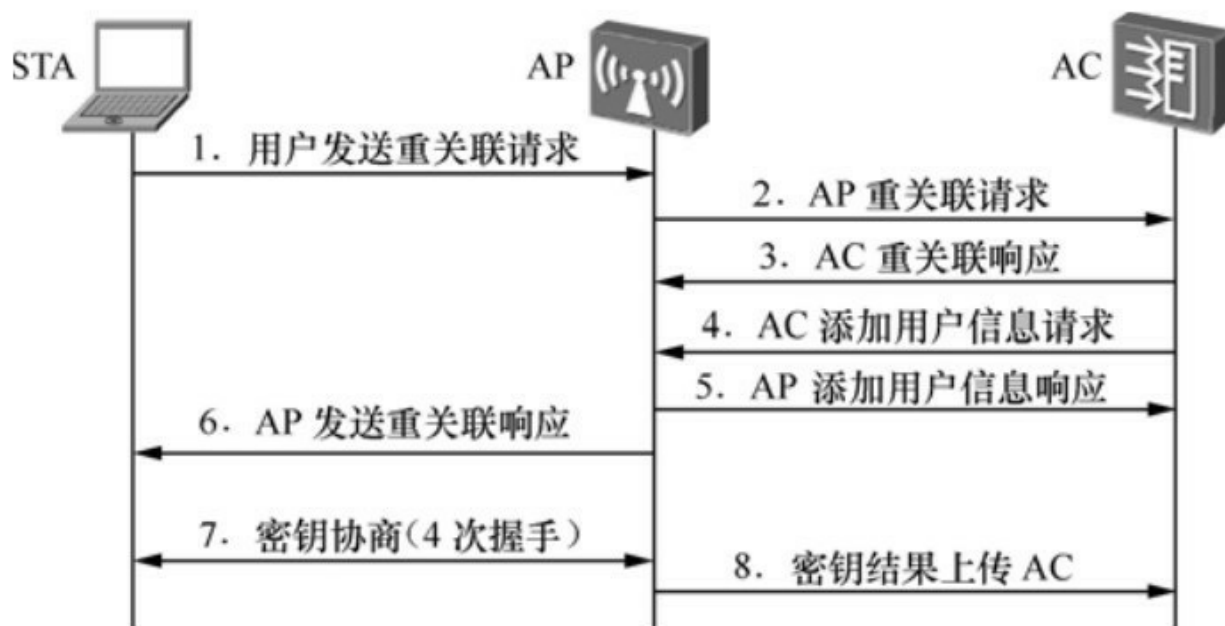 STA
AP
AC
1. 用户发送重关联请求
2. AP 重关联请求
3. AC 重关联响应
4. AC 添加用户信息请求
5. AP 添加用户信息响应
6. AP 发送重关联响应
7. 密钥协商(4 次握手)
8. 密钥结果上传 AC